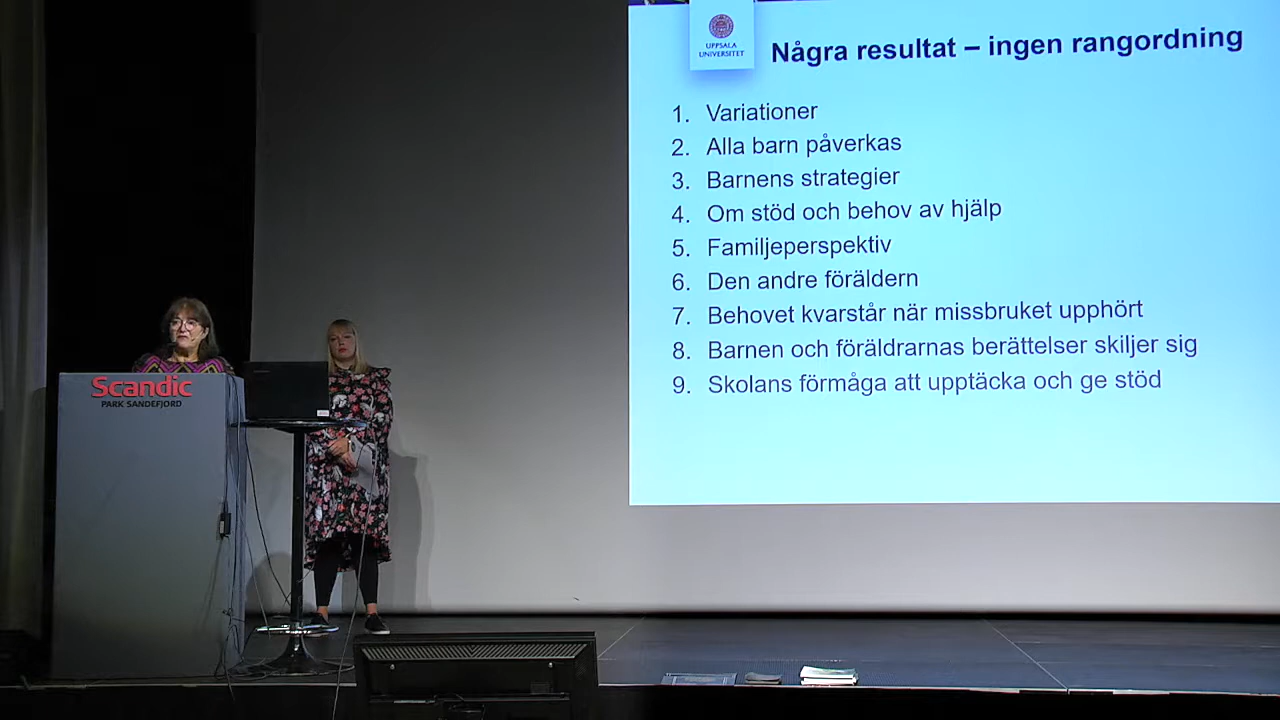 UPPSALA
UNIVERSITET
Några resultat – ingen rangordning
1. Variationer
2. Alla barn påverkas
3. Barnens strategier
4. Om stöd och behov av hjälp
5. Familjeperspektiv
6. Den andre föräldern
7. Behovet kvarstår när missbruket upphört
8. Barnen och föräldrarnas berättelser skiljer sig
9. Skolans förmåga att upptäcka och ge stöd
Scandic
PARK SANDEFJORD